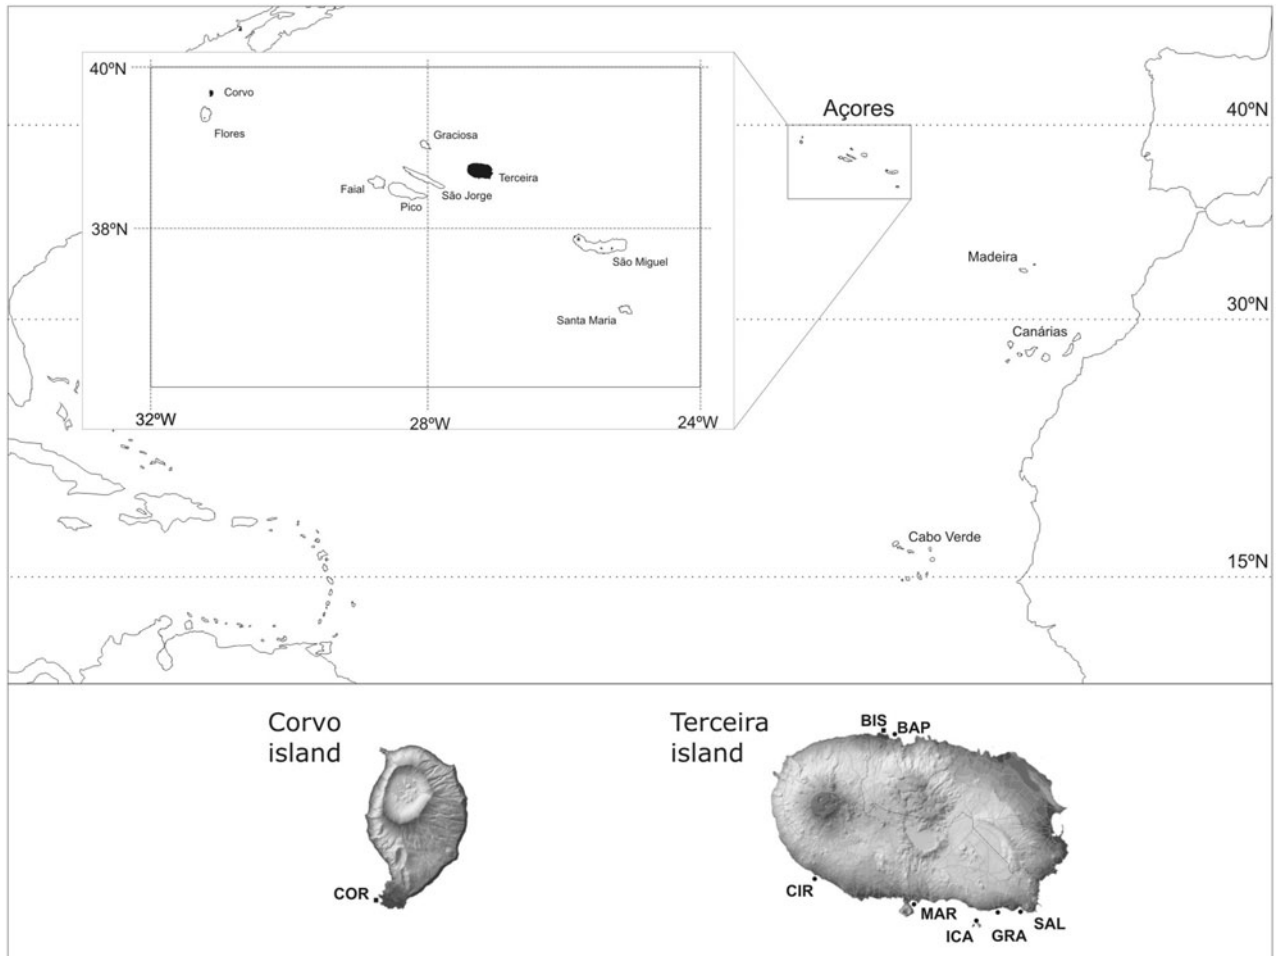 Açores
40ºN
40ºN
Corvo
Flores
Graciosa
Terceira
Faial
São Jorge
Pico
38ºN
São Miguel
Santa Maria
32ºW
28ºW
24ºW
Madeira
30ºN
Canárias
Cabo Verde
15ºN
Corvo
island
COR
Terceira
island
BIS
BAP
CIR
MAR
ICA
GRA
SAL